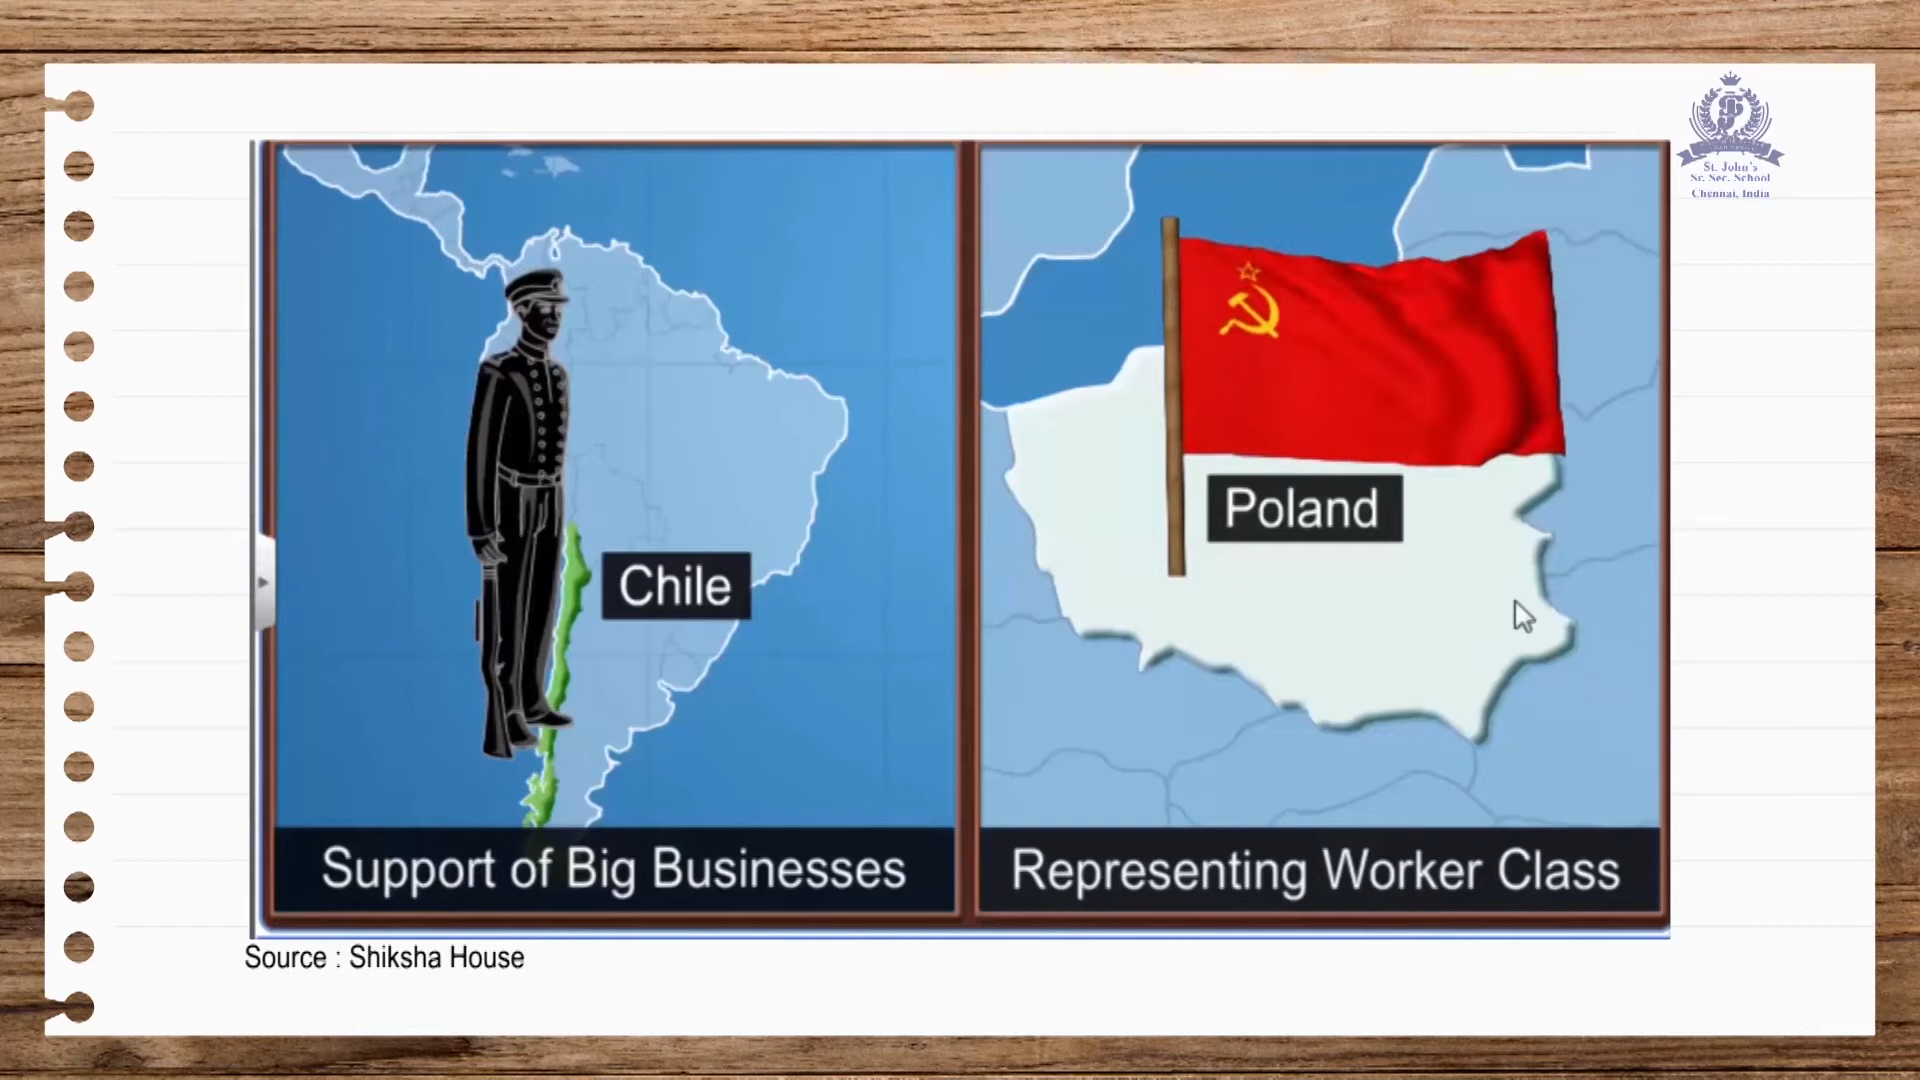 St. John's
Sr. Sec. School
Chennai, India
Chile
Poland
Support of Big Businesses
Representing Worker Class
Source : Shiksha House